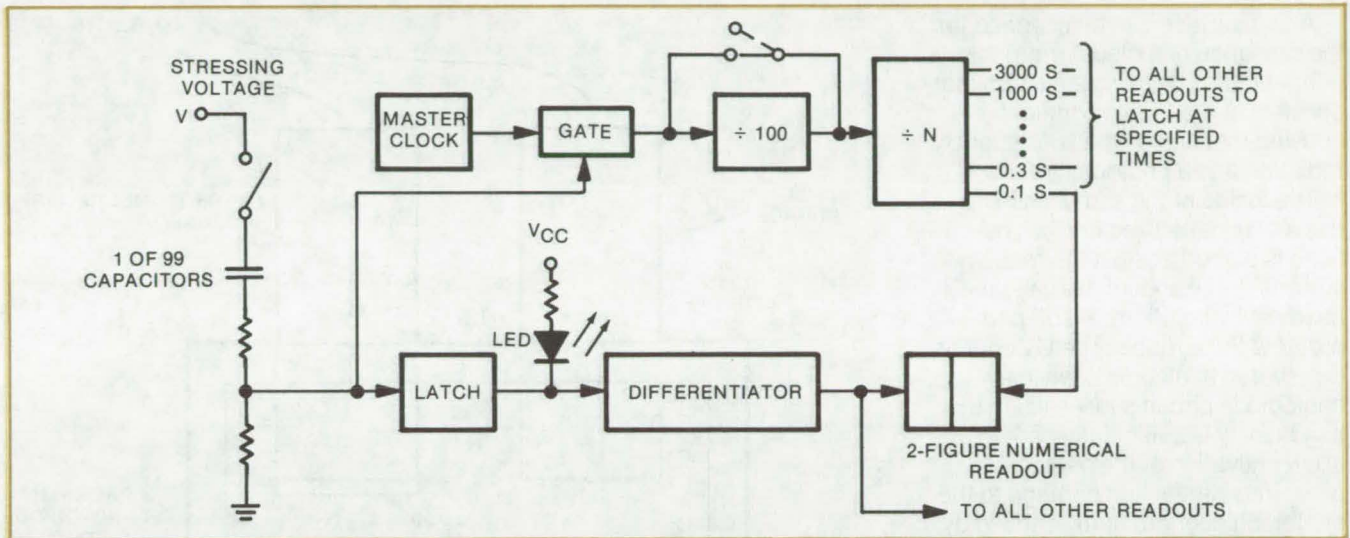 STRESSING
VOLTAGE
V
MASTER
CLOCK
GATE
÷ 100
÷ N
3000 S
1000 S
0.3 S
0.1 S
TO ALL OTHER
READOUTS TO
LATCH AT
SPECIFIED
TIMES
1 OF 99
CAPACITORS
VCC
LED
LATCH
DIFFERENTIATOR
2-FIGURE NUMERICAL
READOUT
TO ALL OTHER READOUTS